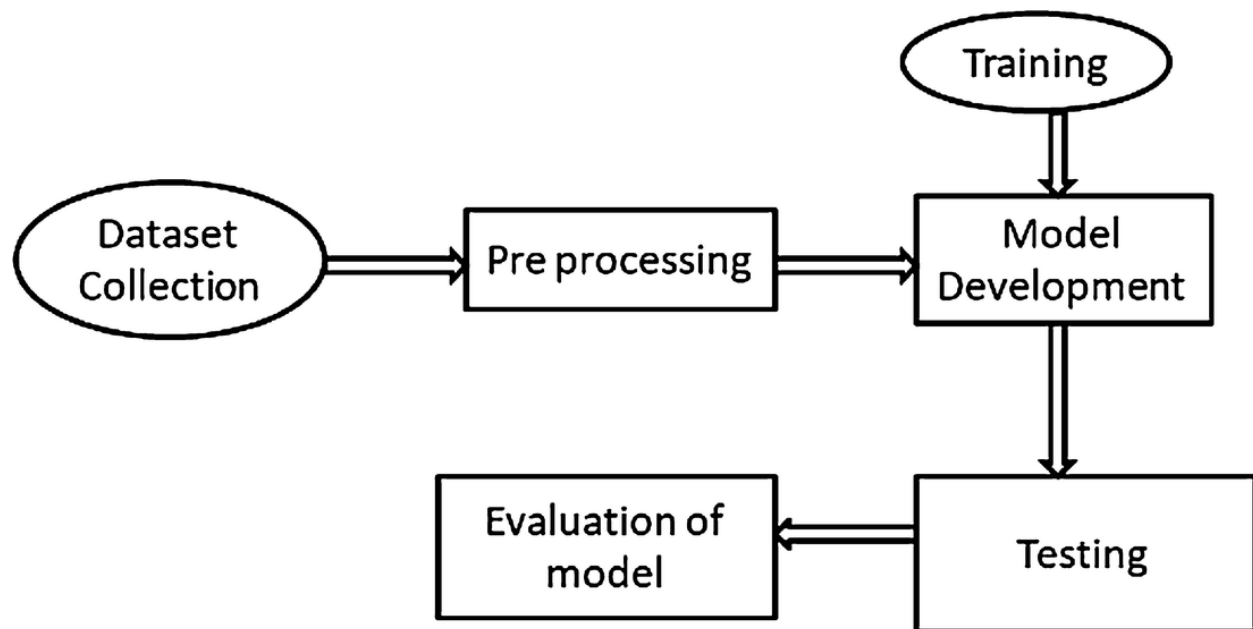 Training
Dataset
Collection
Pre processing
Model
Development
Evaluation of
model
Testing